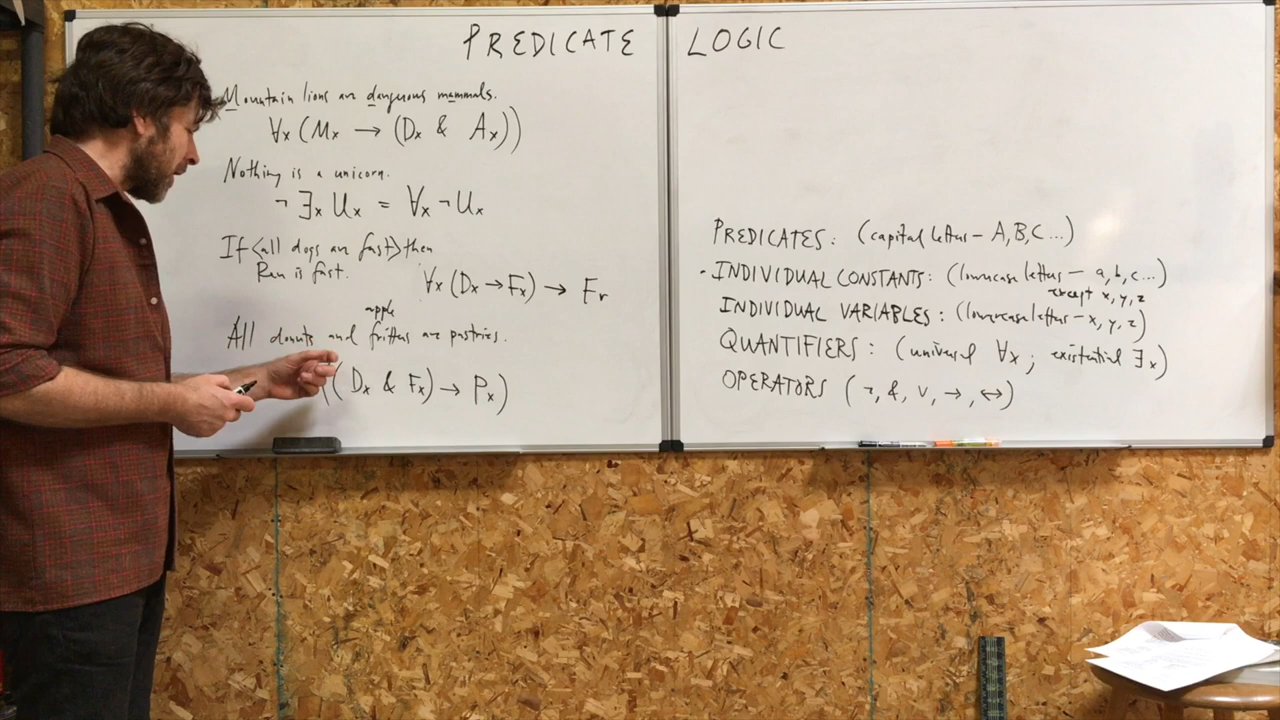 PREDICATE LOGIC
Mountain lions are dangerous mammals.
∀x (Mx → (Dx & Ax))
Nothing is a unicorn.
¬∃x Ux = ∀x ¬Ux
If <all dogs are fast> then
Ren is fast.
∀x (Dx → Fx) → Fr
apple
All donuts and fritters are pastries.
((Dx & Fx) → Px)
PREDICATES: (capital letters – A, B, C ...)
· INDIVIDUAL CONSTANTS: (lowercase letters – a, b, c...)
except x, y, z
INDIVIDUAL VARIABLES: (lowercase letters – x, y, z)
QUANTIFIERS: (universal ∀x; existential ∃x)
OPERATORS (¬, &, ∨, →, ↔)